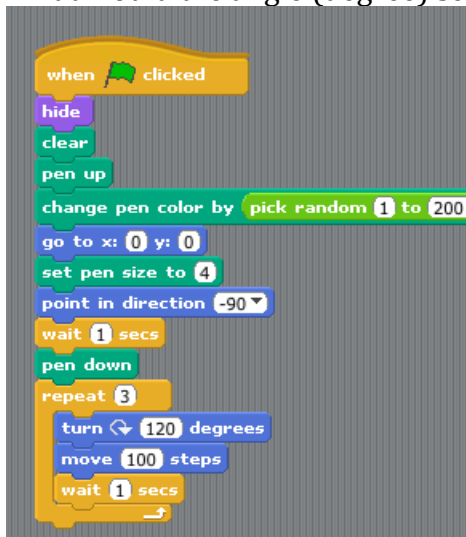 when clicked
hide
clear
pen up
change pen color by pick random 1 to 200
go to x: 0 y: 0
set pen size to 4
point in direction -90
wait 1 secs
pen down
repeat 3
turn 120 degrees
move 100 steps
wait 1 secs